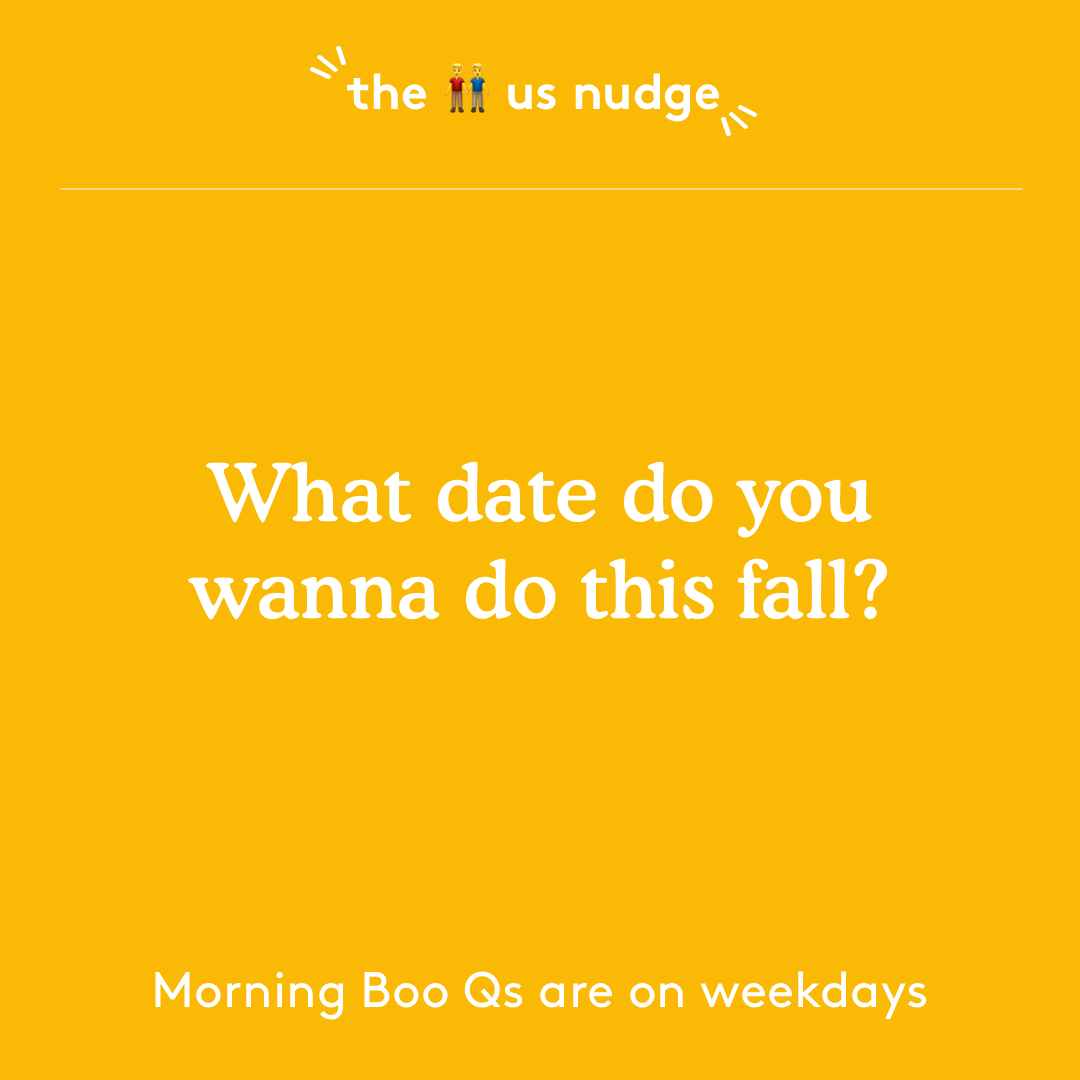 the 👬 us nudge
What date do you
wanna do this fall?
Morning Boo Qs are on weekdays